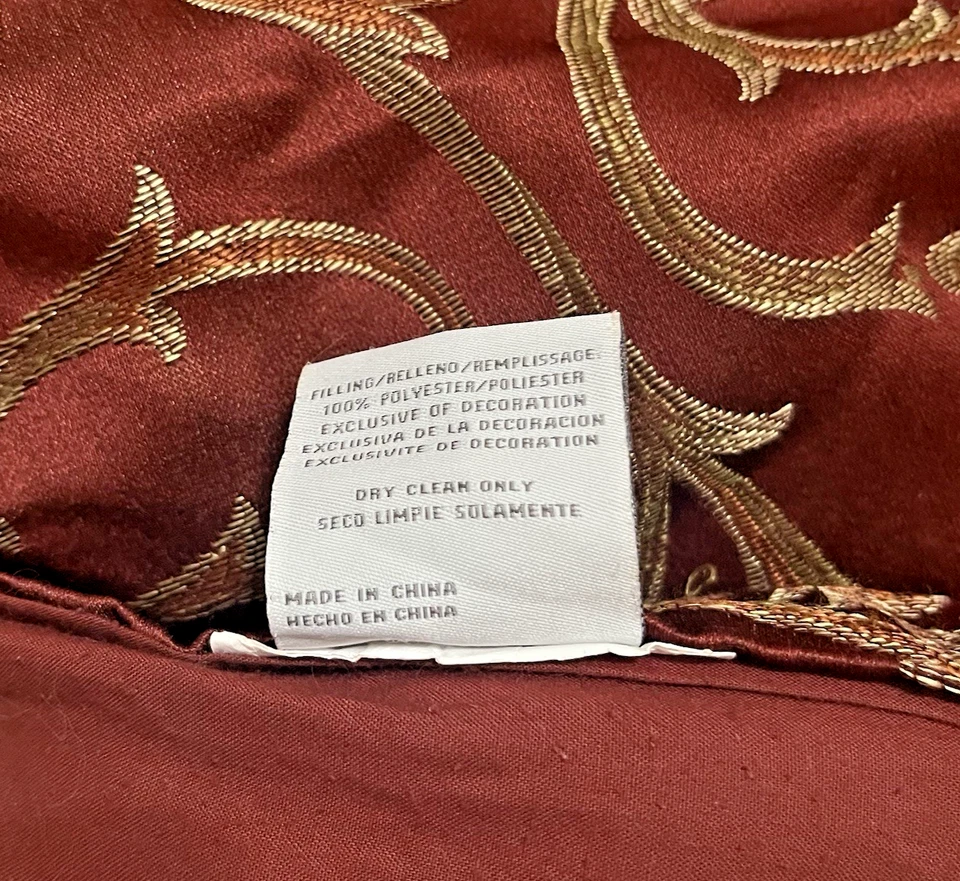 FILLING/RELLENO/REMPLISSAGE:
100% POLYESTER/POLIESTER
EXCLUSIVE OF DECORATION
EXCLUSIVA DE LA DECORACION
EXCLUSIVITE DE DECORATION
DRY CLEAN ONLY
SECO LIMPIE SOLAMENTE
MADE IN CHINA
HECHO EN CHINA